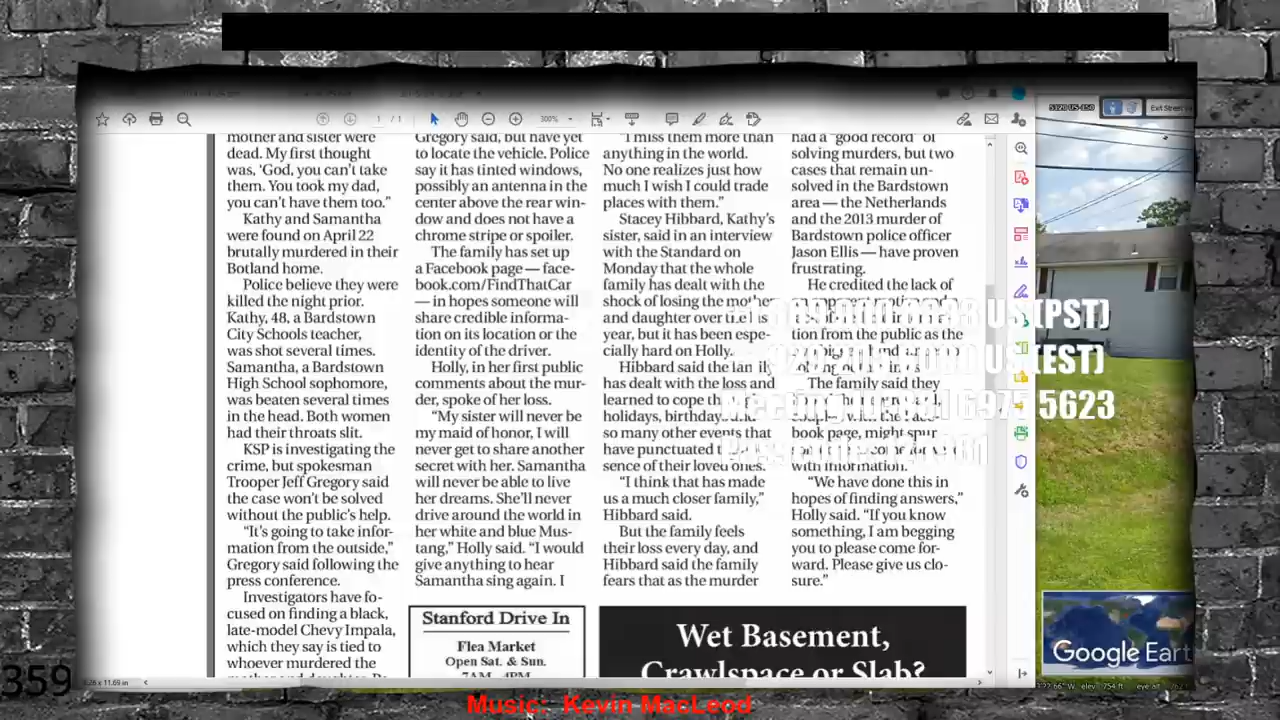 1 / 1
300%
5320 US-150
Exit Street
mother and sister were
dead. My first thought
was, ‘God, you can’t take
them. You took my dad,
you can’t have them too.”
Kathy and Samantha
were found on April 22
brutally murdered in their
Botland home.
Police believe they were
killed the night prior.
Kathy, 48, a Bardstown
City Schools teacher,
was shot several times.
Samantha, a Bardstown
High School sophomore,
was beaten several times
in the head. Both women
had their throats slit.
KSP is investigating the
crime, but spokesman
Trooper Jeff Gregory said
the case won’t be solved
without the public’s help.
“It’s going to take infor-
mation from the outside,”
Gregory said following the
press conference.
Investigators have fo-
cused on finding a black,
late-model Chevy Impala,
which they say is tied to
whoever murdered the
Gregory said, but have yet
to locate the vehicle. Police
say it has tinted windows,
possibly an antenna in the
center above the rear win-
dow and does not have a
chrome stripe or spoiler.
The family has set up
a Facebook page — face-
book.com/FindThatCar
— in hopes someone will
share credible informa-
tion on its location or the
identity of the driver.
Holly, in her first public
comments about the mur-
der, spoke of her loss.
“My sister will never be
my maid of honor, I will
never get to share another
secret with her. Samantha
will never be able to live
her dreams. She’ll never
drive around the world in
her white and blue Mus-
tang,” Holly said. “I would
give anything to hear
Samantha sing again. I
“I miss them more than
anything in the world.
No one realizes just how
much I wish I could trade
places with them.”
Stacey Hibbard, Kathy’s
sister, said in an interview
with the Standard on
Monday that the whole
family has dealt with the
shock of losing the mother
and daughter over the
year, but it has been espe-
cially hard on Holly.
Hibbard said the family
has dealt with the loss and
learned to cope
holidays, birthdays
so many other events that
have punctuated
sence of their loved ones.
“I think that has made
us a much closer family,”
Hibbard said.
But the family feels
their loss every day, and
Hibbard said the family
fears that as the murder
had a “good record” of
solving murders, but two
cases that remain un-
solved in the Bardstown
area — the Netherlands
and the 2013 murder of
Bardstown police officer
Jason Ellis — have proven
frustrating.
He credited the lack of
tion from the public as the
The family said they
book page, might spur
with information.
“We have done this in
hopes of finding answers,”
Holly said. “If you know
something, I am begging
you to please come for-
ward. Please give us clo-
sure.”
US (PST)
US (EST)
Meeting ID: 6975 5623
Stanford Drive In
Flea Market
Open Sat. & Sun.
7AM - 4PM
Wet Basement,
Crawlspace or Slab?
Google Eart
elev 754 ft eye alt
359
Music: Kevin MacLeod